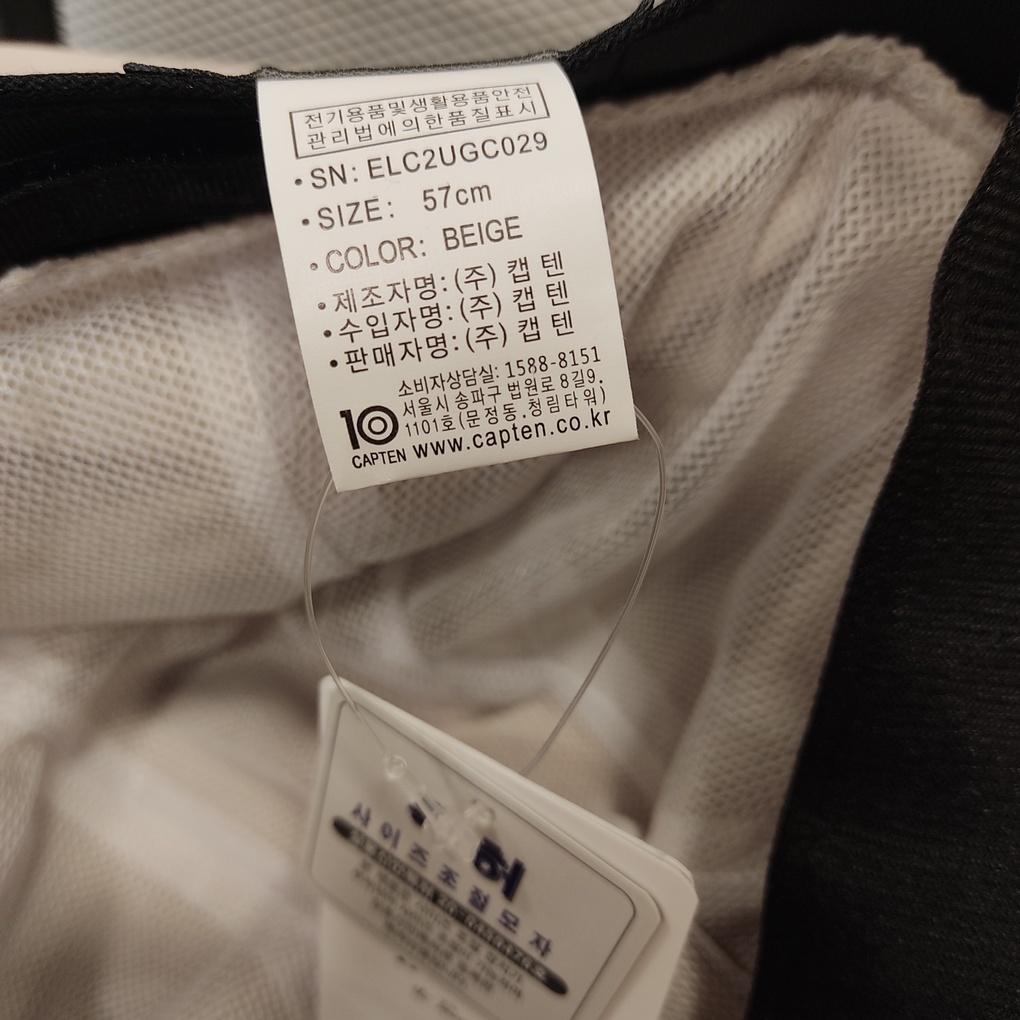 전기용품및생활용품안전
관리법에의한품질표시
• SN: ELC2UGC029
• SIZE: 57cm
• COLOR: BEIGE
• 제조자명:(주) 캡 텐
• 수입자명:(주) 캡 텐
• 판매자명:(주) 캡 텐
소비자상담실: 1588-8151
서울시 송파구 법원로 8길9.
1101호(문정동.청림타워)
10
CAPTEN www.capten.co.kr
허
사이즈조절모자